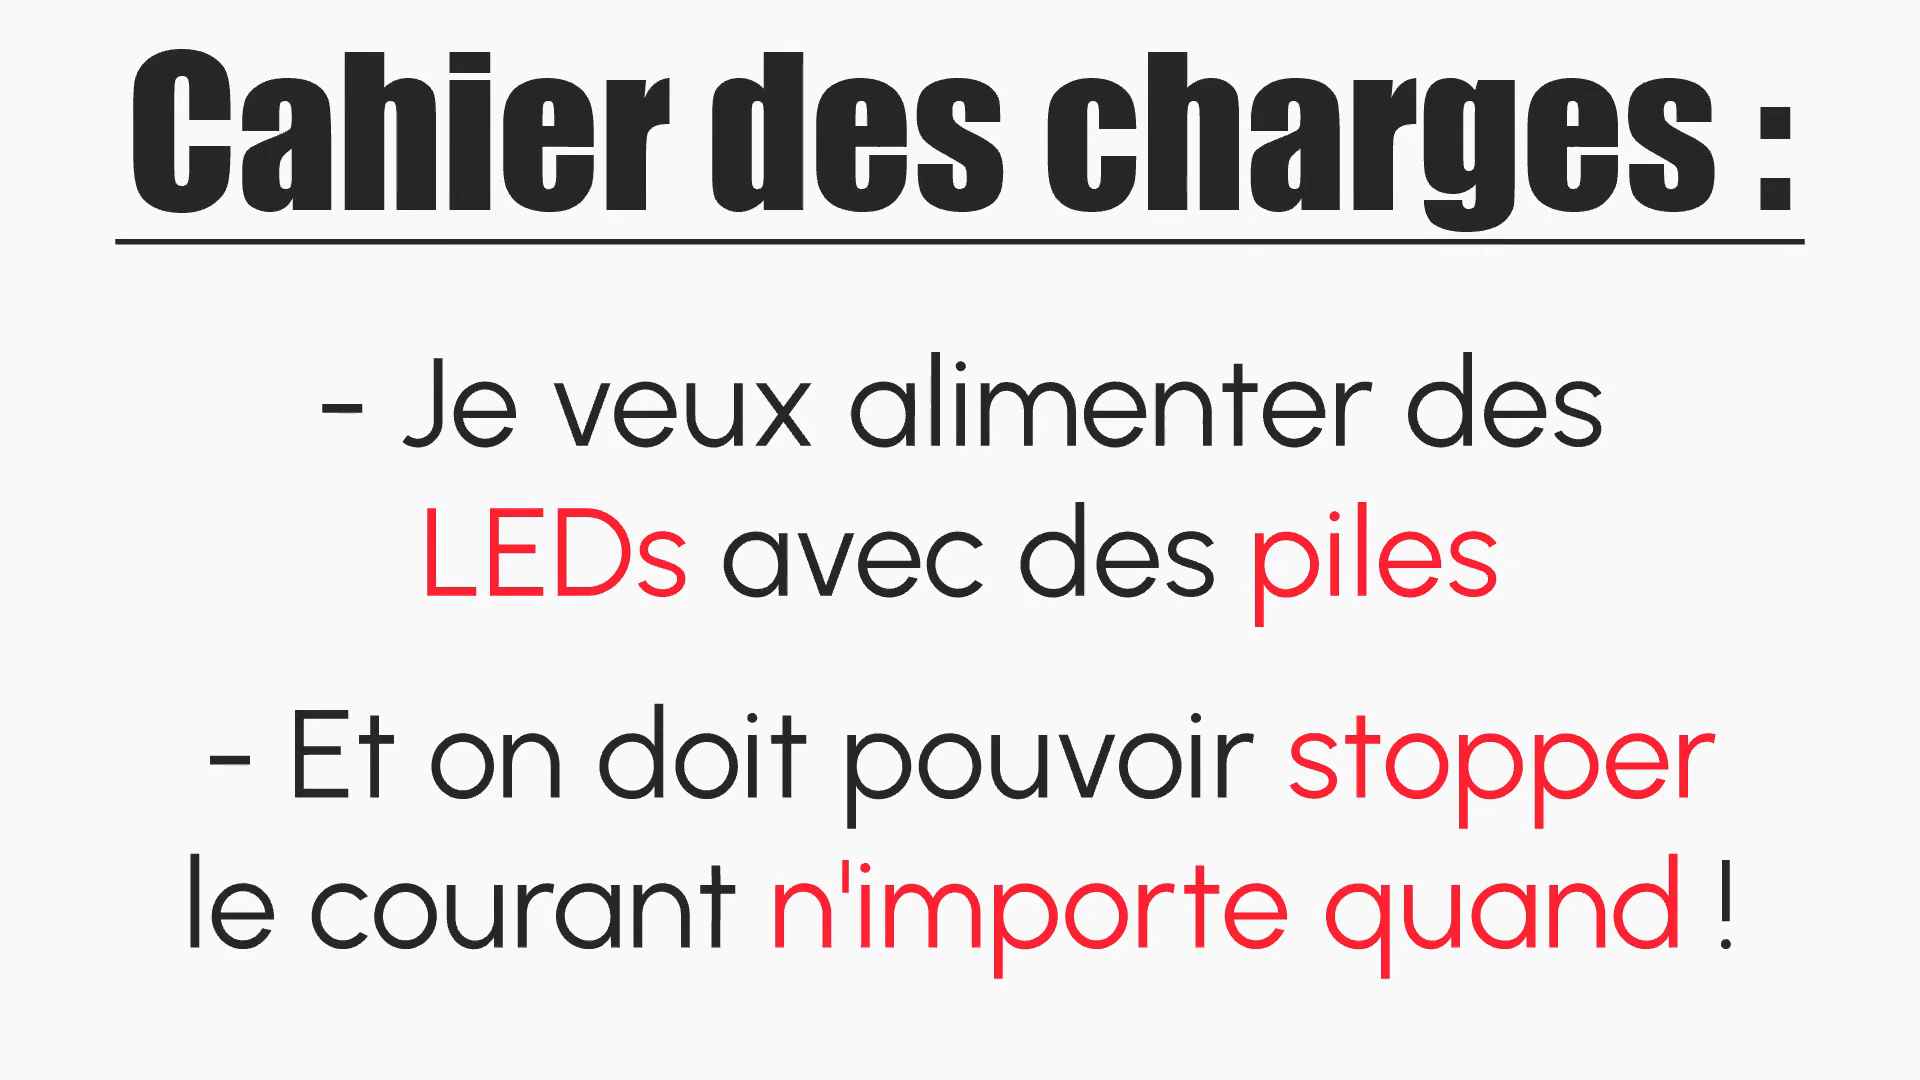 Cahier des charges :
- Je veux alimenter des
LEDs avec des piles
- Et on doit pouvoir stopper
le courant n'importe quand !